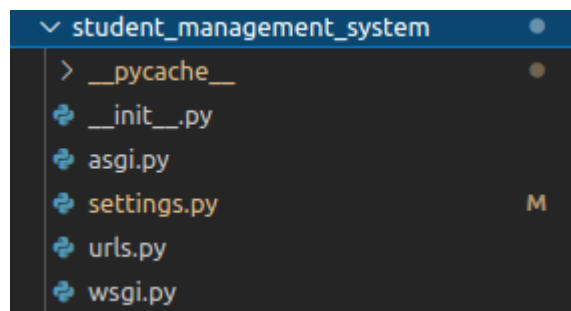 student_management_system
__pycache__
__init__.py
asgi.py
settings.py M
urls.py
wsgi.py